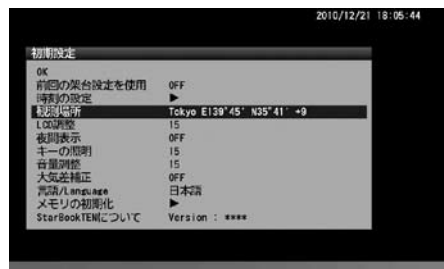 2010/12/21 18:05:44
初期設定
OK
前回の架台設定を使用 OFF
時刻の設定 ▶
観測場所 Tokyo E139°45' N35°41' +9
LCD調整 15
夜間表示 OFF
キーの照明 15
音量調整 15
大気差補正 OFF
言語/Language 日本語
メモリの初期化 ▶
StarBookTENについて Version : ****